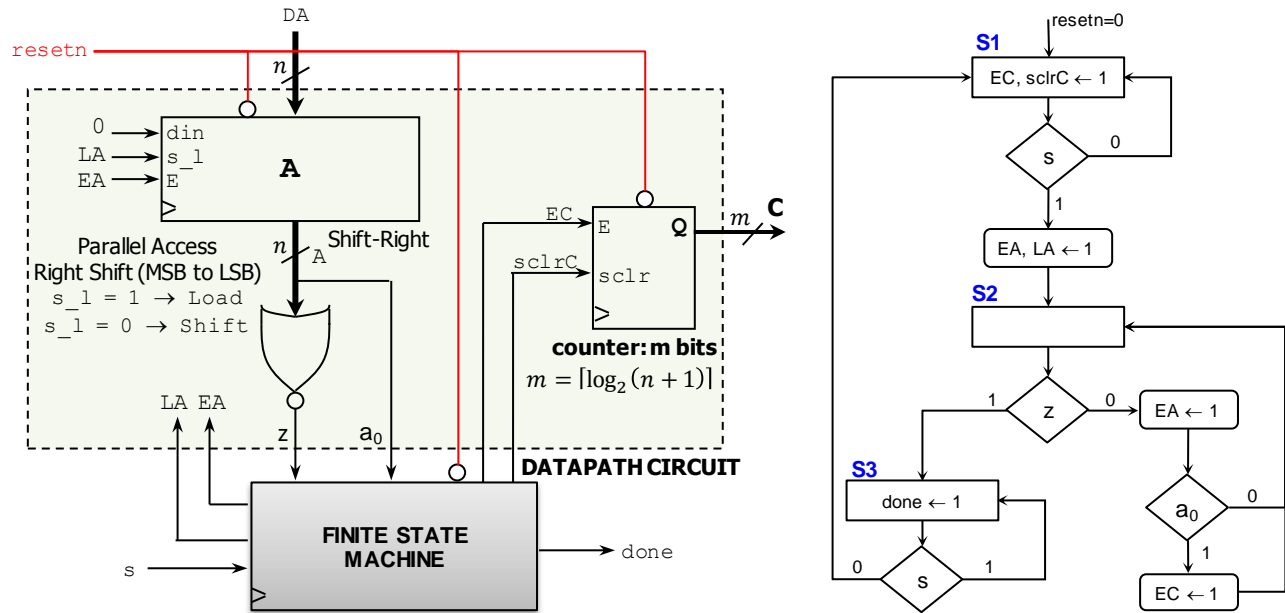 DA
resetn
n
0
din
LA
s_l
EA
E
A
Shift-Right
n
A
Parallel Access
Right Shift (MSB to LSB)
s_l = 1 → Load
s_l = 0 → Shift
EC
E
Q
m
C
sclrC
sclr
counter: m bits
m = ⌈log₂(n + 1)⌉
LA EA
z
a₀
DATAPATH CIRCUIT
FINITE STATE
MACHINE
s
done
resetn=0
S1
EC, sclrC ← 1
s
0
1
EA, LA ← 1
S2
z
1
0
EA ← 1
S3
done ← 1
a₀
0
1
s
0
1
EC ← 1